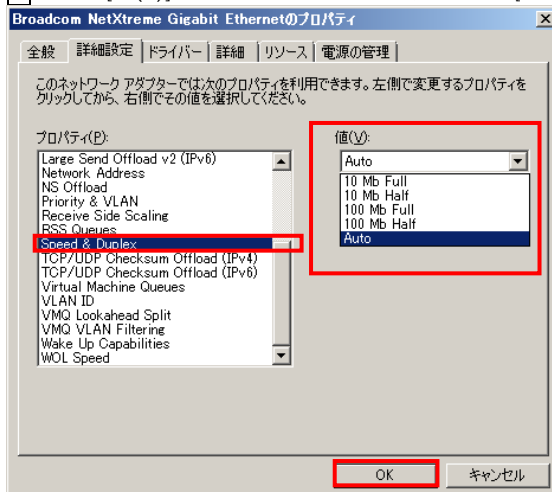 Broadcom NetXtreme Gigabit Ethernetのプロパティ
全般 詳細設定 ドライバー 詳細 リソース 電源の管理
このネットワーク アダプターでは次のプロパティを利用できます。左側で変更するプロパティを
クリックしてから、右側でその値を選択してください。
プロパティ(P):
Large Send Offload v2 (IPv6)
Network Address
NS Offload
Priority & VLAN
Receive Side Scaling
RSS Queues
Speed & Duplex
TCP/UDP Checksum Offload (IPv4)
TCP/UDP Checksum Offload (IPv6)
Virtual Machine Queues
VLAN ID
VMQ Lookahead Split
VMQ VLAN Filtering
Wake Up Capabilities
WOL Speed
値(V):
Auto
10 Mb Full
10 Mb Half
100 Mb Full
100 Mb Half
Auto
OK キャンセル